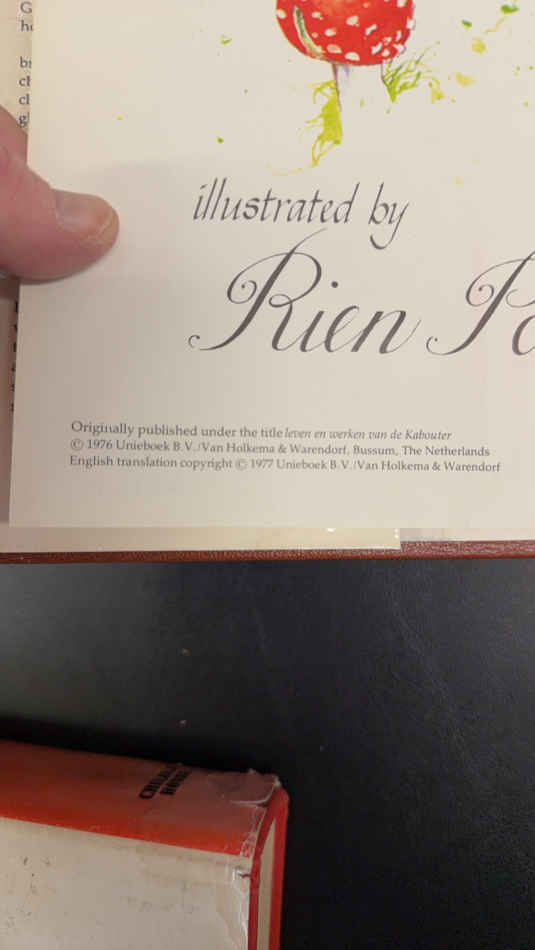 illustrated by
Rien
Originally published under the title leven en werken van de Kabouter
© 1976 Unieboek B.V./Van Holkema & Warendorf, Bussum, The Netherlands
English translation copyright © 1977 Unieboek B.V./Van Holkema & Warendorf